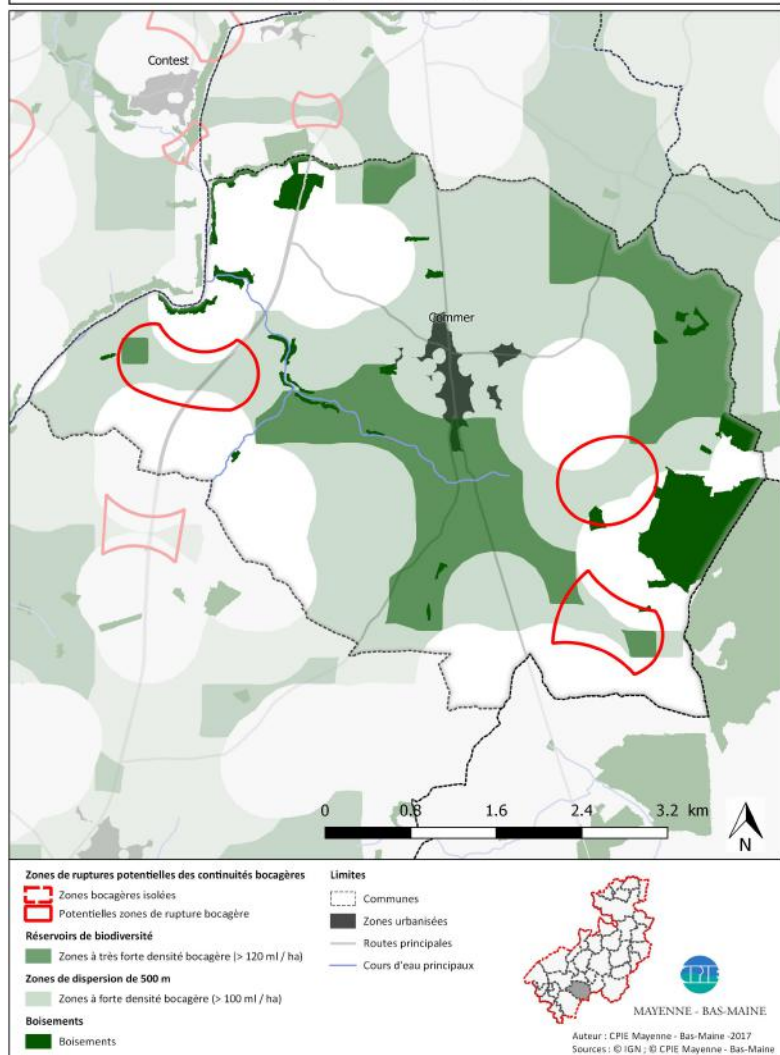 Contest
Commer
0 0.8 1.6 2.4 3.2 km
N
Zones de ruptures potentielles des continuités bocagères
Zones bocagères isolées
Potentielles zones de rupture bocagère
Réservoirs de biodiversité
Zones à très forte densité bocagère (> 120 ml / ha)
Zones de dispersion de 500 m
Zones à forte densité bocagère (> 100 ml / ha)
Boisements
Boisements
Limites
Communes
Zones urbanisées
Routes principales
Cours d'eau principaux
CPIE
MAYENNE - BAS-MAINE
Auteur : CPIE Mayenne - Bas-Maine -2017
Sources : © IGN ; © CPIE Mayenne - Bas-Maine